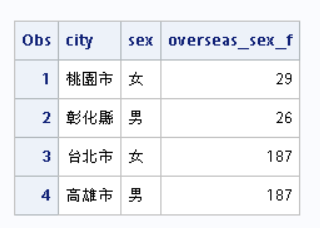 Obs city sex overseas_sex_f
1 桃園市 女 29
2 彰化縣 男 26
3 台北市 女 187
4 高雄市 男 187